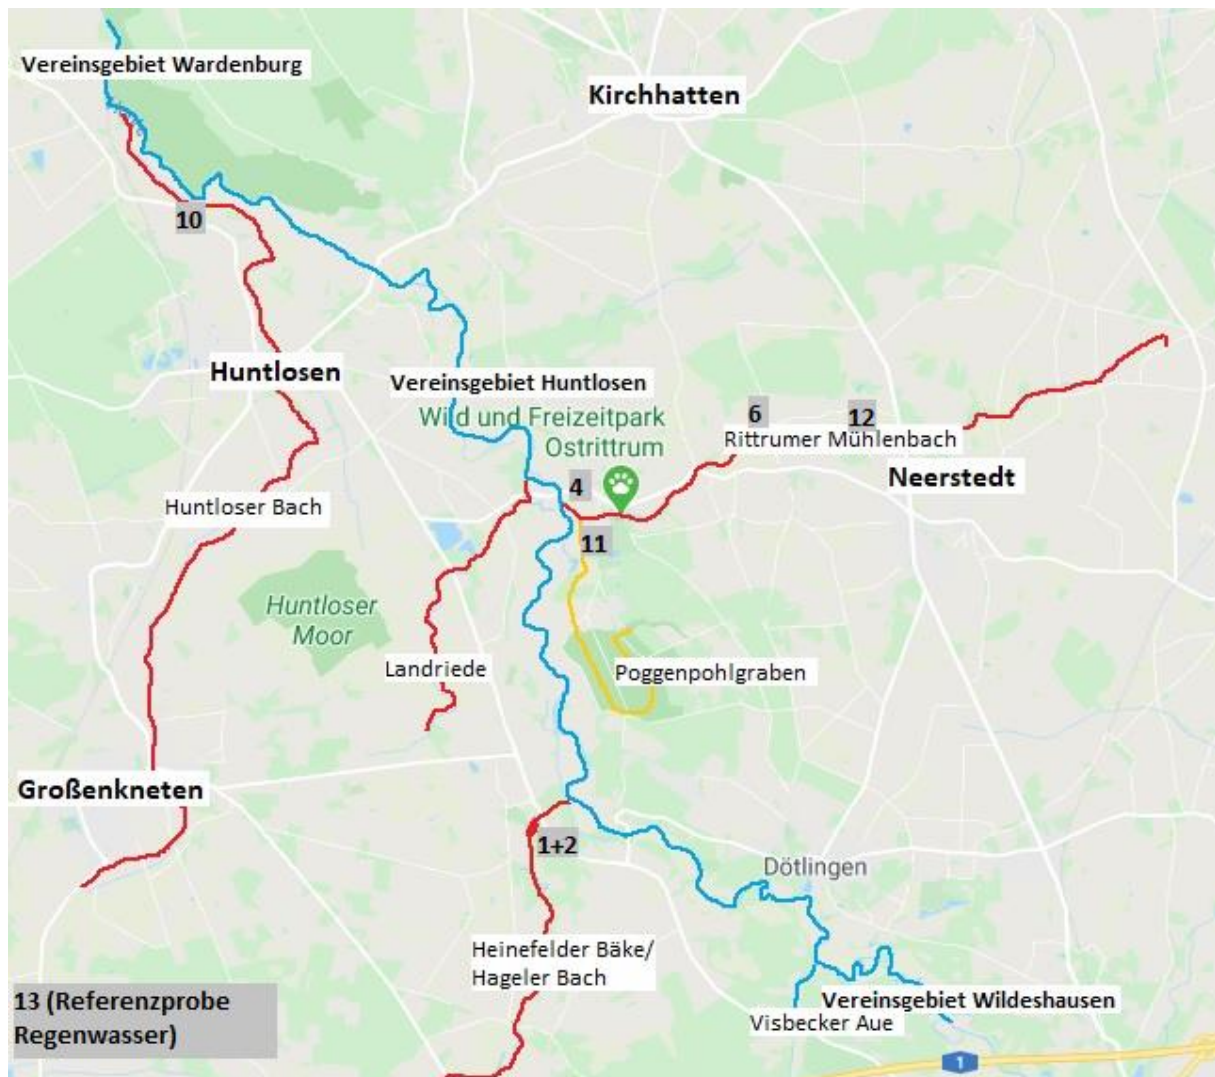 Vereinsgebiet Wardenburg
Kirchhatten
10
Huntlosen
Vereinsgebiet Huntlosen
Wild und Freizeitpark
Ostrittrum
6
12
Rittrumer Mühlenbach
Neerstedt
4
Huntloser Bach
11
Huntloser
Moor
Landriede
Poggenpohlgraben
Großenkneten
1+2
Dötlingen
Heinefelder Bäke/
Hageler Bach
13 (Referenzprobe
Regenwasser)
Vereinsgebiet Wildeshausen
Visbecker Aue
1